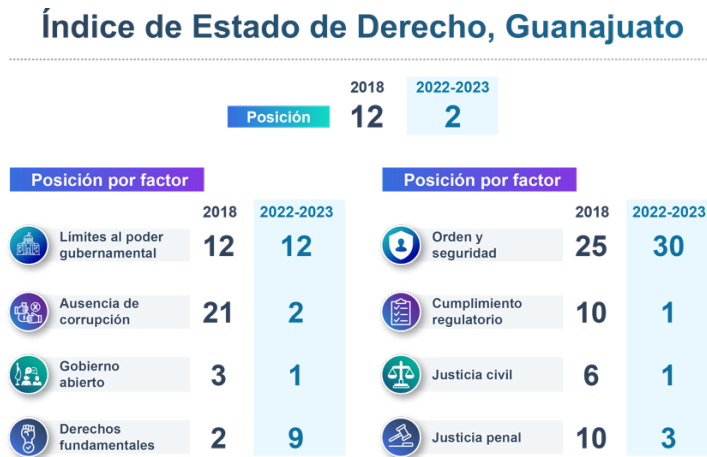 Índice de Estado de Derecho, Guanajuato
2018 2022-2023
Posición 12 2
Posición por factor
2018 2022-2023
Límites al poder
gubernamental 12 12
Ausencia de
corrupción 21 2
Gobierno
abierto 3 1
Derechos
fundamentales 2 9
Posición por factor
2018 2022-2023
Orden y
seguridad 25 30
Cumplimiento
regulatorio 10 1
Justicia civil 6 1
Justicia penal 10 3